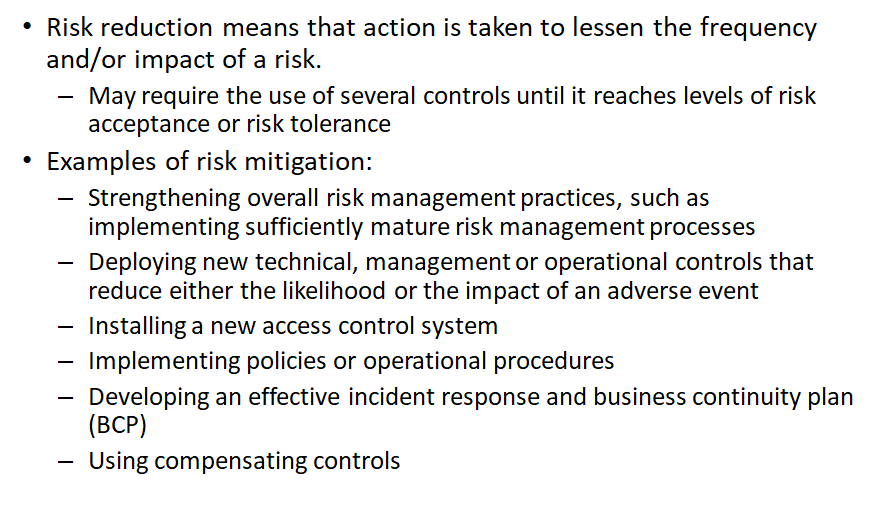 • Risk reduction means that action is taken to lessen the frequency
and/or impact of a risk.
– May require the use of several controls until it reaches levels of risk
acceptance or risk tolerance
• Examples of risk mitigation:
– Strengthening overall risk management practices, such as
implementing sufficiently mature risk management processes
– Deploying new technical, management or operational controls that
reduce either the likelihood or the impact of an adverse event
– Installing a new access control system
– Implementing policies or operational procedures
– Developing an effective incident response and business continuity plan
(BCP)
– Using compensating controls